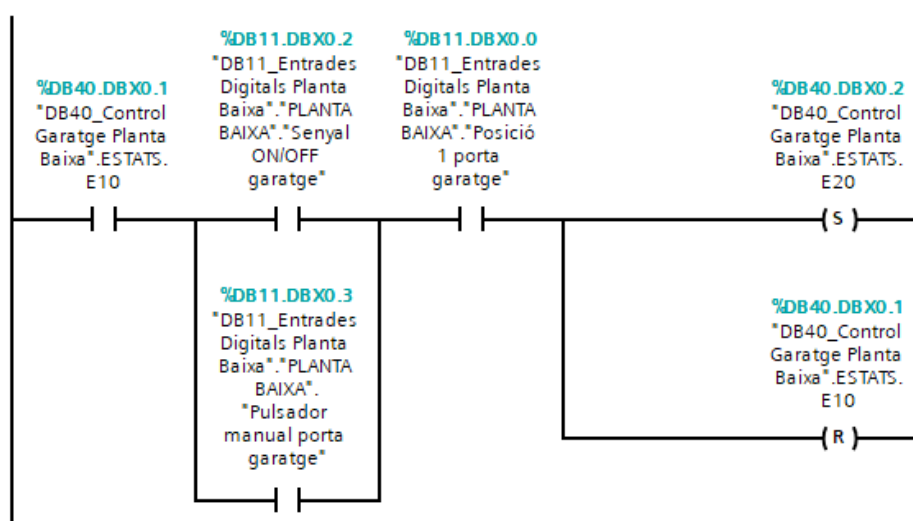 %DB40.DBX0.1
"DB40_Control
Garatge Planta
Baixa".ESTATS.
E10
%DB11.DBX0.2
"DB11_Entrades
Digitals Planta
Baixa"."PLANTA
BAIXA"."Senyal
ON/OFF
garatge"
%DB11.DBX0.0
"DB11_Entrades
Digitals Planta
Baixa"."PLANTA
BAIXA"."Posició
1 porta
garatge"
%DB40.DBX0.2
"DB40_Control
Garatge Planta
Baixa".ESTATS.
E20
S
%DB11.DBX0.3
"DB11_Entrades
Digitals Planta
Baixa"."PLANTA
BAIXA".
"Pulsador
manual porta
garatge"
%DB40.DBX0.1
"DB40_Control
Garatge Planta
Baixa".ESTATS.
E10
R